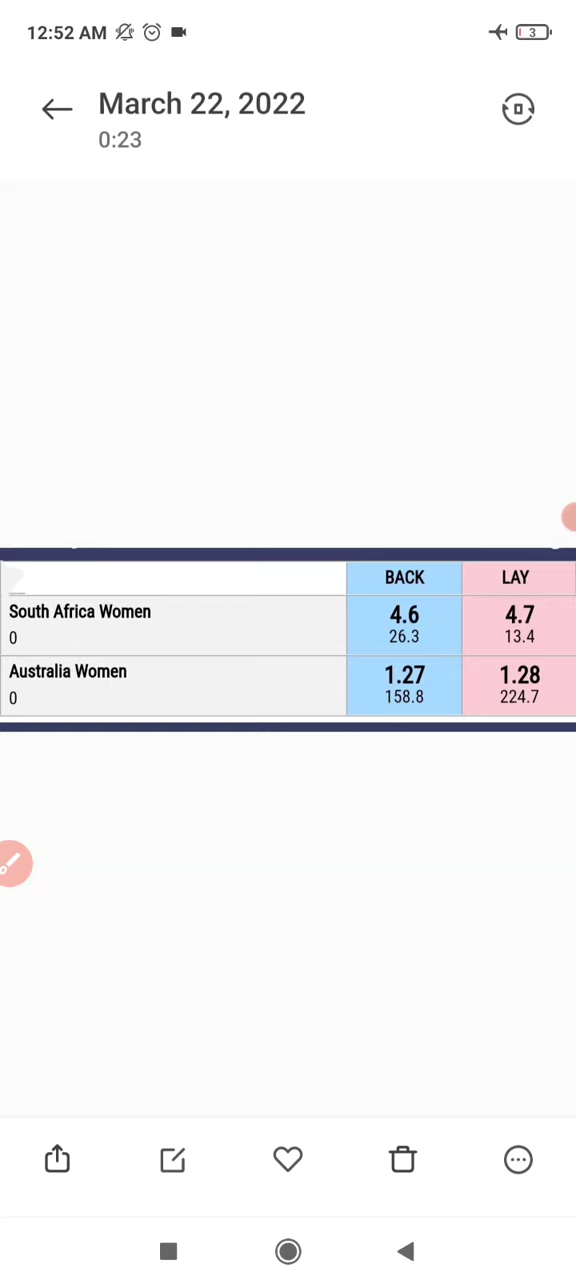 12:52 AM 3
March 22, 2022
0:23
BACK LAY
South Africa Women 4.6 4.7
0 26.3 13.4
Australia Women 1.27 1.28
0 158.8 224.7